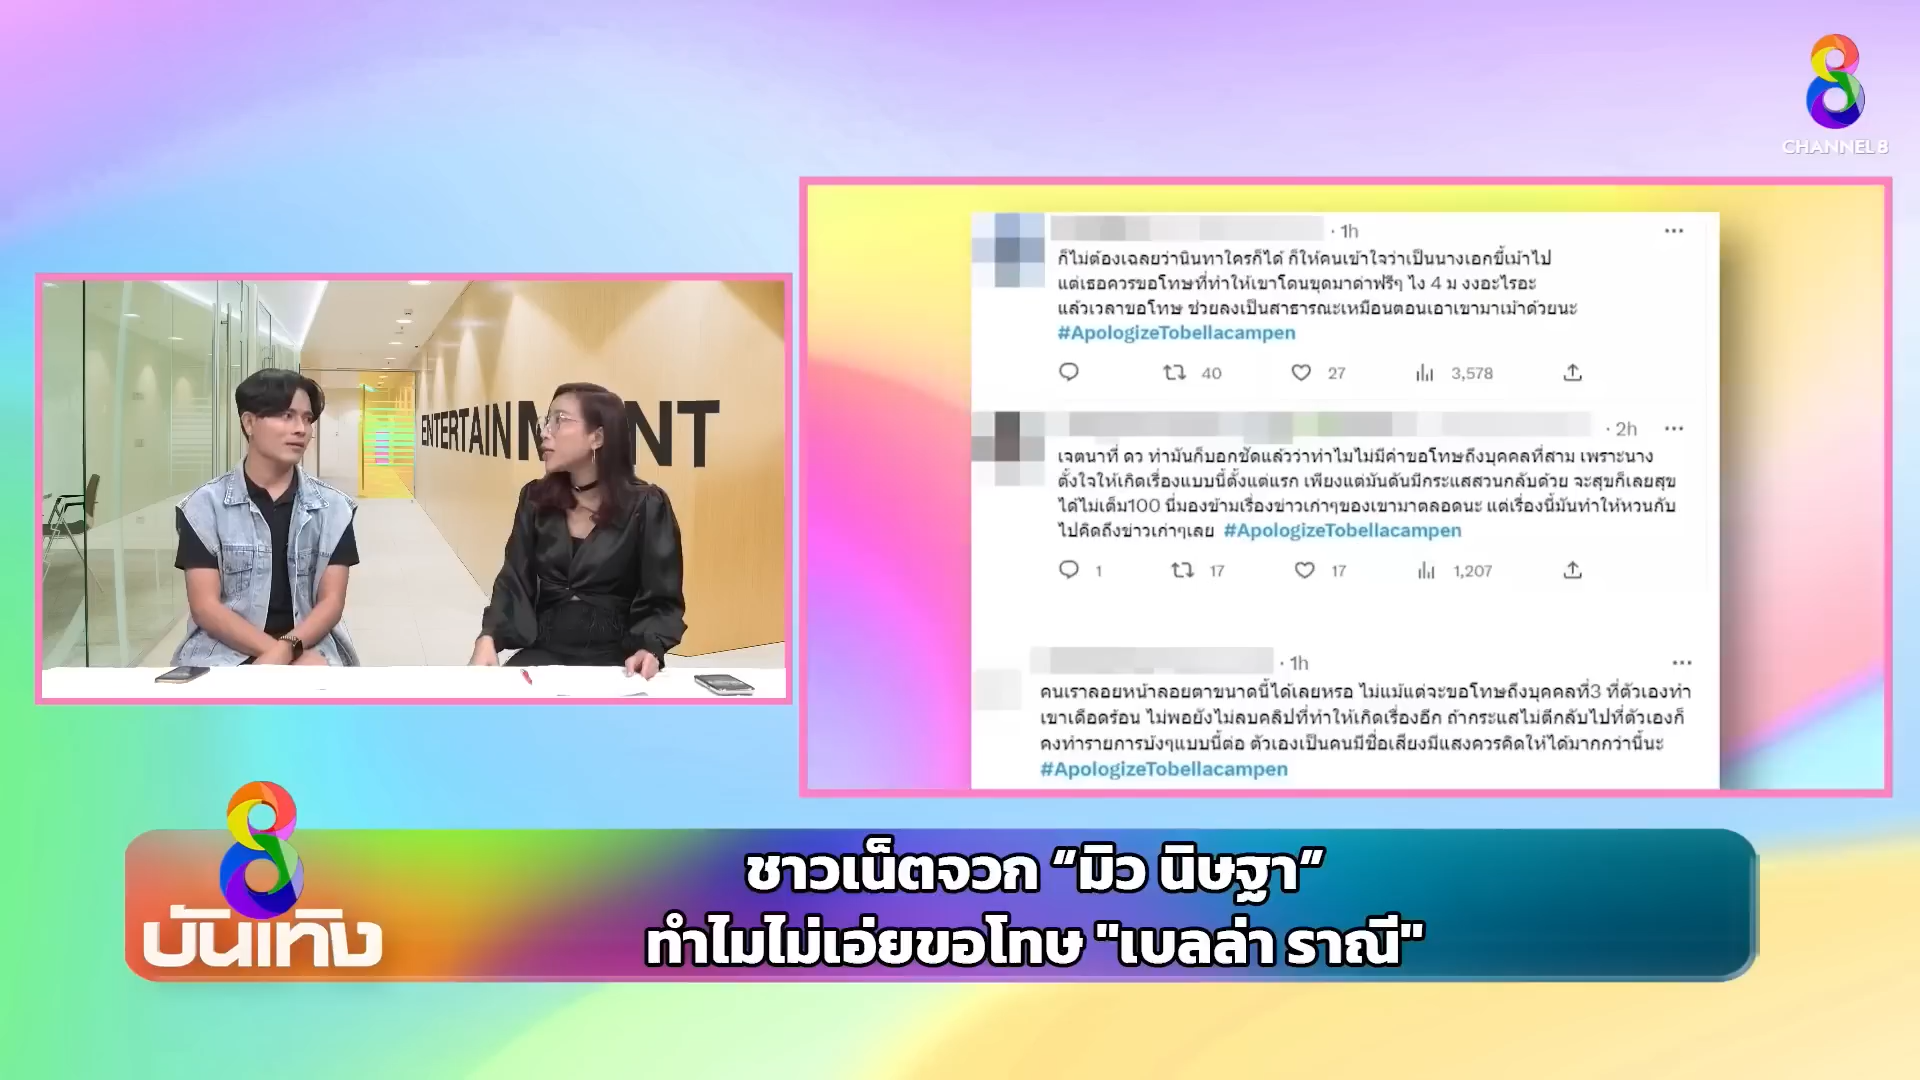 8
CHANNEL 8
ENTERTAINMENT
· 1h ...
ก็ไม่ต้องเฉลยว่านินทาใครก็ได้ ก็ให้คนเข้าใจว่าเป็นนางเอกขี้เม้าไป
แต่เธอควรขอโทษที่ทำให้เขาโดนขุดมาด่าฟรีๆ ไง 4 ม งงอะไรอะ
แล้วเวลาขอโทษ ช่วยลงเป็นสาธารณะเหมือนตอนเอาเขามาเม้าด้วยนะ
#ApologizeTobellacampen
40 27 3,578
· 2h ...
เจตนาที่ ดว ทำมันก็บอกชัดแล้วว่าทำไมไม่มีคำขอโทษถึงบุคคลที่สาม เพราะนาง
ตั้งใจให้เกิดเรื่องแบบนี้ตั้งแต่แรก เพียงแต่มันดันมีกระแสสวนกลับด้วย จะสุขก็เลยสุข
ได้ไม่เต็ม100 นี่มองข้ามเรื่องข่าวเก่าๆของเขามาตลอดนะ แต่เรื่องนี้มันทำให้หวนกลับ
ไปคิดถึงข่าวเก่าๆเลย #ApologizeTobellacampen
1 17 17 1,207
· 1h ...
คนเราลอยหน้าลอยตาขนาดนี้ได้เลยหรอ ไม่แม้แต่จะขอโทษถึงบุคคลที่3 ที่ตัวเองทำ
เขาเดือดร้อน ไม่พอยังไม่ลบคลิปที่ทำให้เกิดเรื่องอีก ถ้ากระแสไม่ตีกลับไปที่ตัวเองก็
คงทำรายการบ้งๆแบบนี้ต่อ ตัวเองเป็นคนมีชื่อเสียงมีแสงควรคิดให้ได้มากกว่านี้นะ
#ApologizeTobellacampen
8
บันเทิง
ชาวเน็ตจวก “มิว นิษฐา”
ทำไมไม่เอ่ยขอโทษ "เบลล่า ราณี"